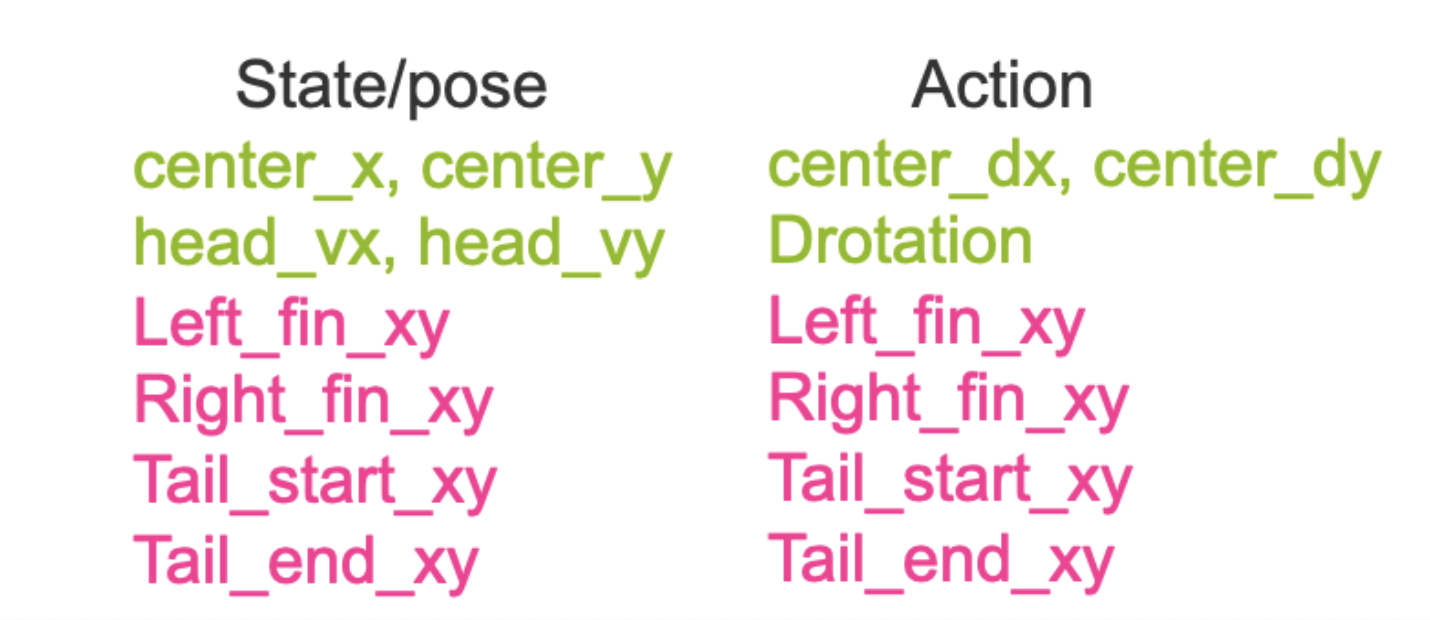 State/pose
center_x, center_y
head_vx, head_vy
Left_fin_xy
Right_fin_xy
Tail_start_xy
Tail_end_xy
Action
center_dx, center_dy
Drotation
Left_fin_xy
Right_fin_xy
Tail_start_xy
Tail_end_xy